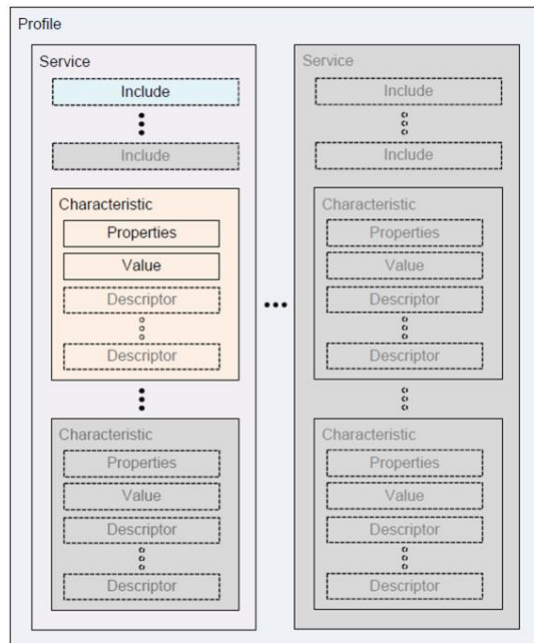 Profile
Service
Include
Include
Characteristic
Properties
Value
Descriptor
Descriptor
Characteristic
Properties
Value
Descriptor
Descriptor
Service
Include
Include
Characteristic
Properties
Value
Descriptor
Descriptor
Characteristic
Properties
Value
Descriptor
Descriptor